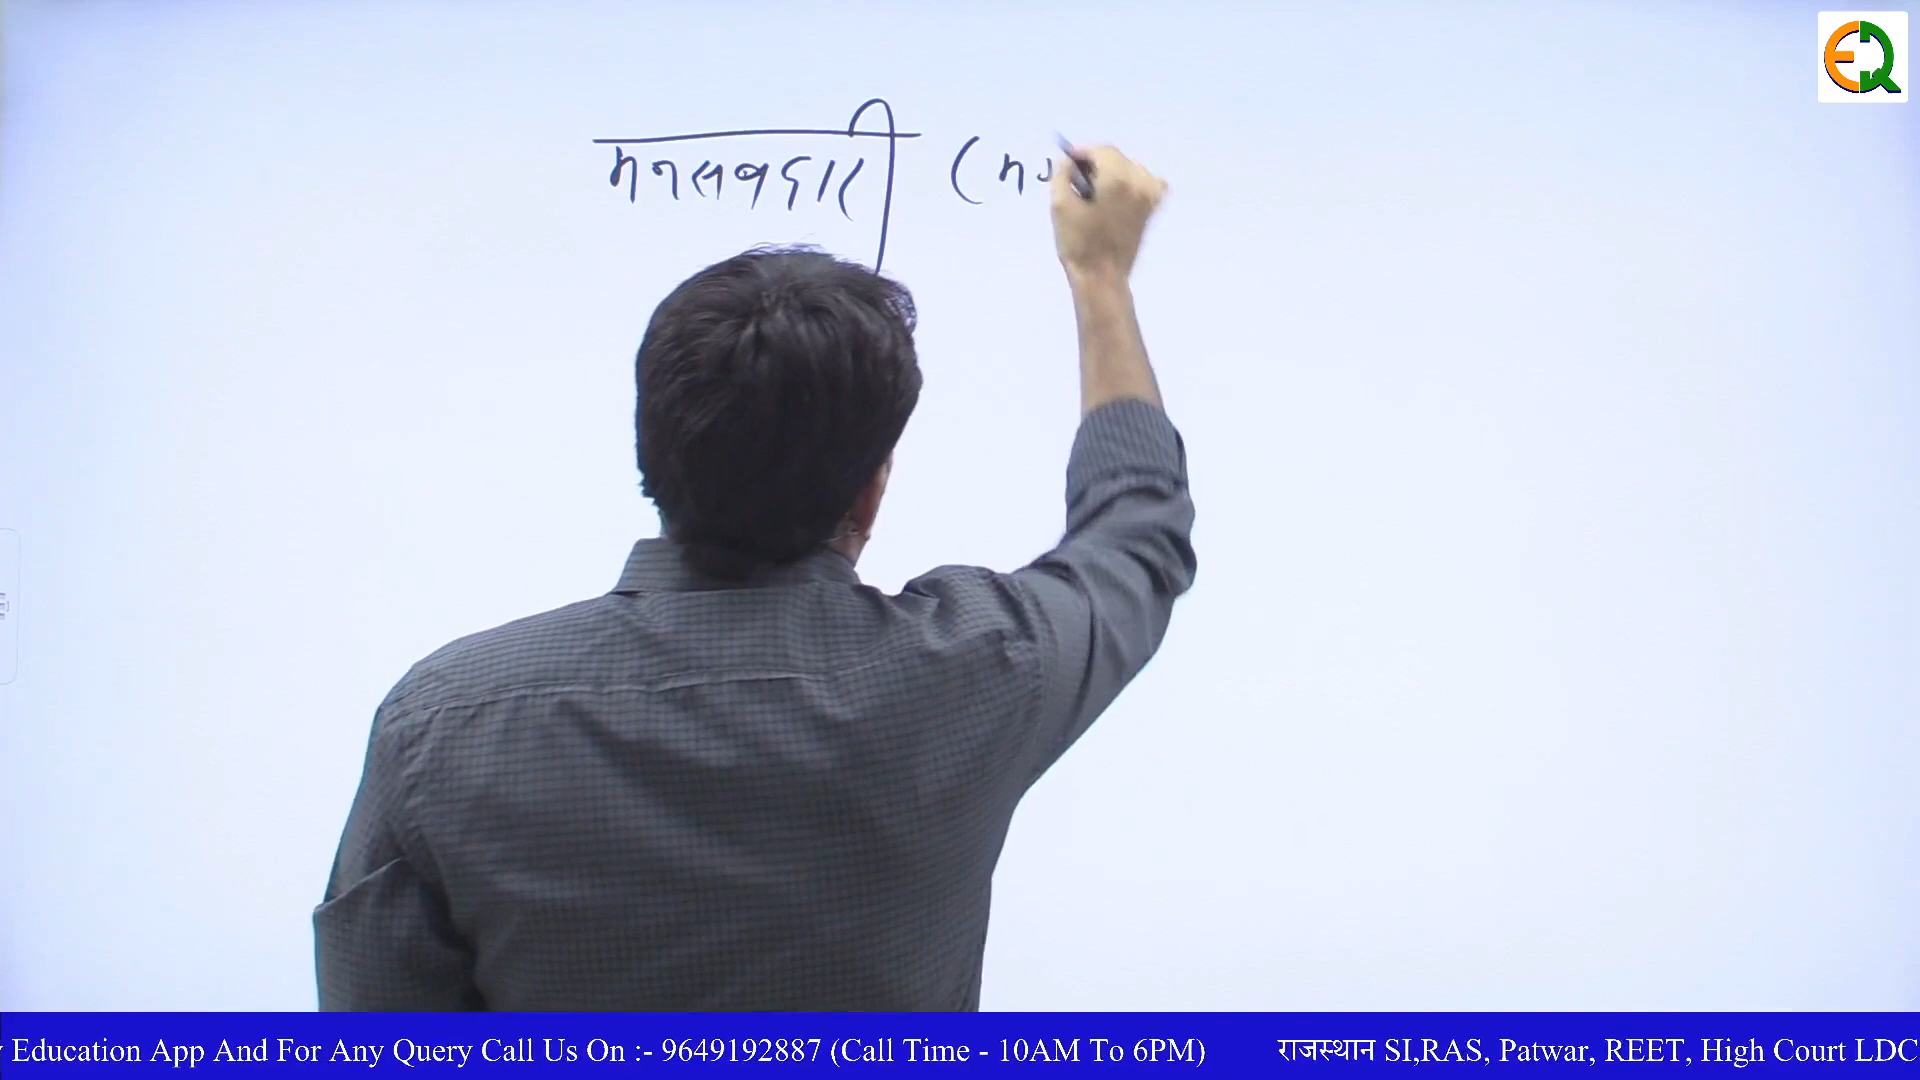 मनसबदारी (
EQ
Education App And For Any Query Call Us On :- 9649192887 (Call Time - 10AM To 6PM) राजस्थान SI,RAS, Patwar, REET, High Court LDC